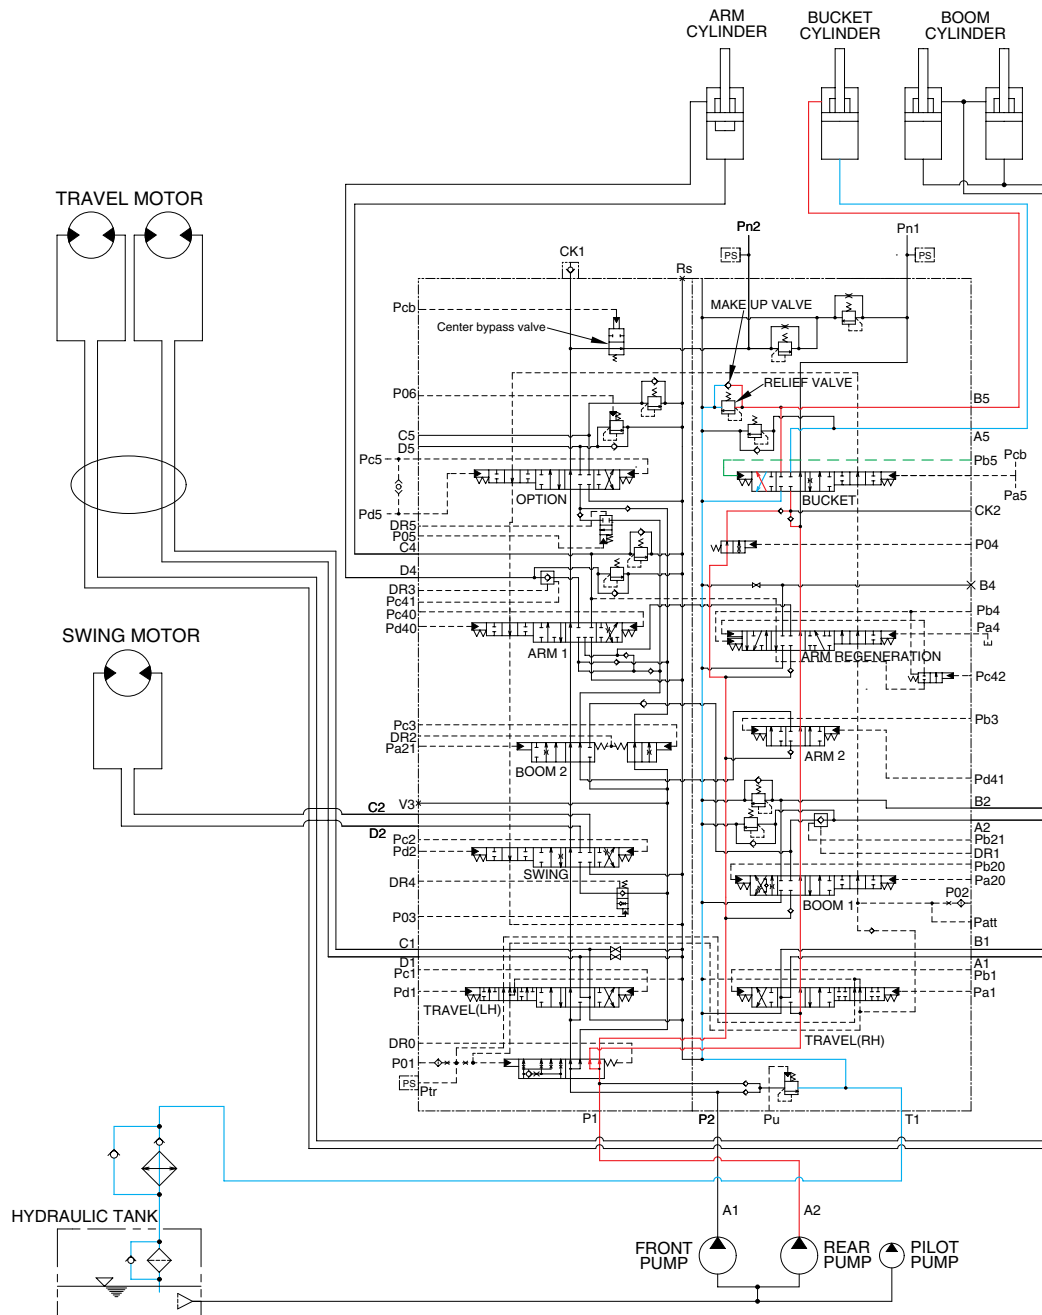 ARM
CYLINDER
BUCKET
CYLINDER
BOOM
CYLINDER
TRAVEL MOTOR
Pn2
Pn1
CK1
PS
PS
Rs
Pcb
MAKE UP VALVE
Center bypass valve
RELIEF VALVE
P06
B5
C5
D5
A5
Pc5
Pb5
Pcb
OPTION
BUCKET
Pa5
Pd5
CK2
DR5
P05
C4
P04
D4
B4
DR3
Pc41
Pc40
Pb4
Pd40
Pa4
E
SWING MOTOR
ARM 1
ARM REGENERATION
Pc42
Pc3
Pb3
DR2
Pa21
BOOM 2
ARM 2
Pd41
C2
V3
B2
D2
A2
Pc2
Pb21
Pd2
DR1
SWING
Pb20
DR4
Pa20
BOOM 1
P02
P03
Patt
C1
B1
D1
A1
Pc1
Pb1
Pd1
Pa1
TRAVEL(LH)
TRAVEL(RH)
DR0
P01
PS
Ptr
P1
P2
Pu
T1
HYDRAULIC TANK
A1
A2
FRONT
PUMP
REAR
PUMP
PILOT
PUMP